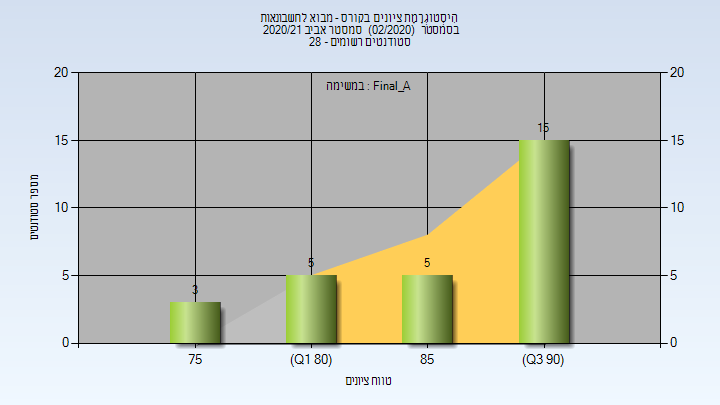 היסטוגרמת ציונים בקורס - מבוא לחשבונאות
בסמסטר (02/2020) סמסטר אביב 2020/21
סטודנטים רשומים - 28
במשימה : Final_A
20
20
15
15
15
10
10
מספר סטודנטים
5
5
5
5
3
0
0
75
(Q1 80)
85
(Q3 90)
טווח ציונים